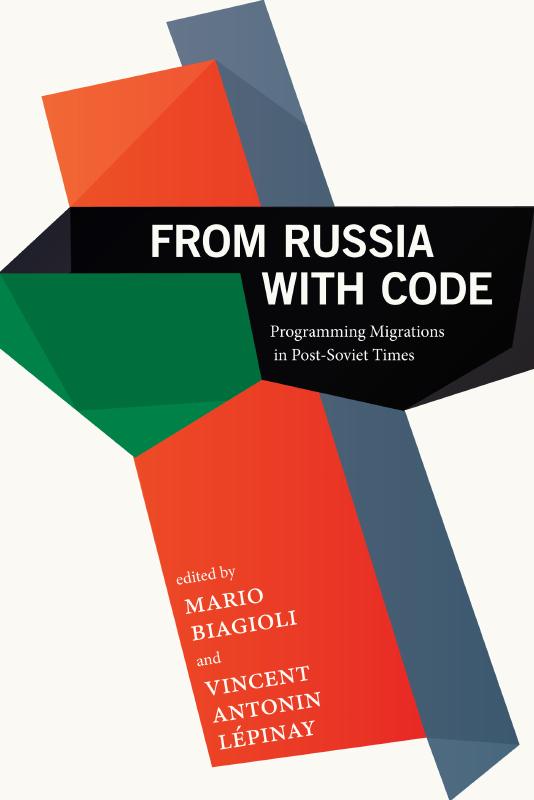 FROM RUSSIA
WITH CODE
Programming Migrations
in Post-Soviet Times
edited by
MARIO
BIAGIOLI
and
VINCENT
ANTONIN
LÉPINAY